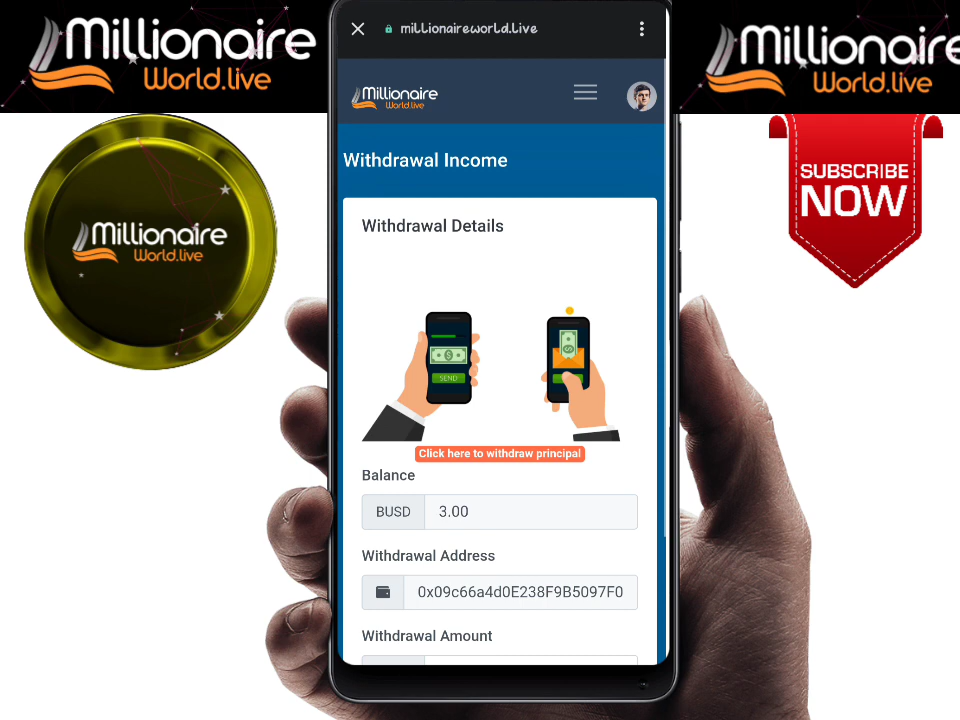 Millionaire
World.live
millionaireworld.live
Millionaire
World.live
Millionaire
World.live
Withdrawal Income
Withdrawal Details
Millionaire
World.live
SUBSCRIBE
NOW
SEND
Click here to withdraw principal
Balance
BUSD 3.00
Withdrawal Address
0x09c66a4d0E238F9B5097F0
Withdrawal Amount